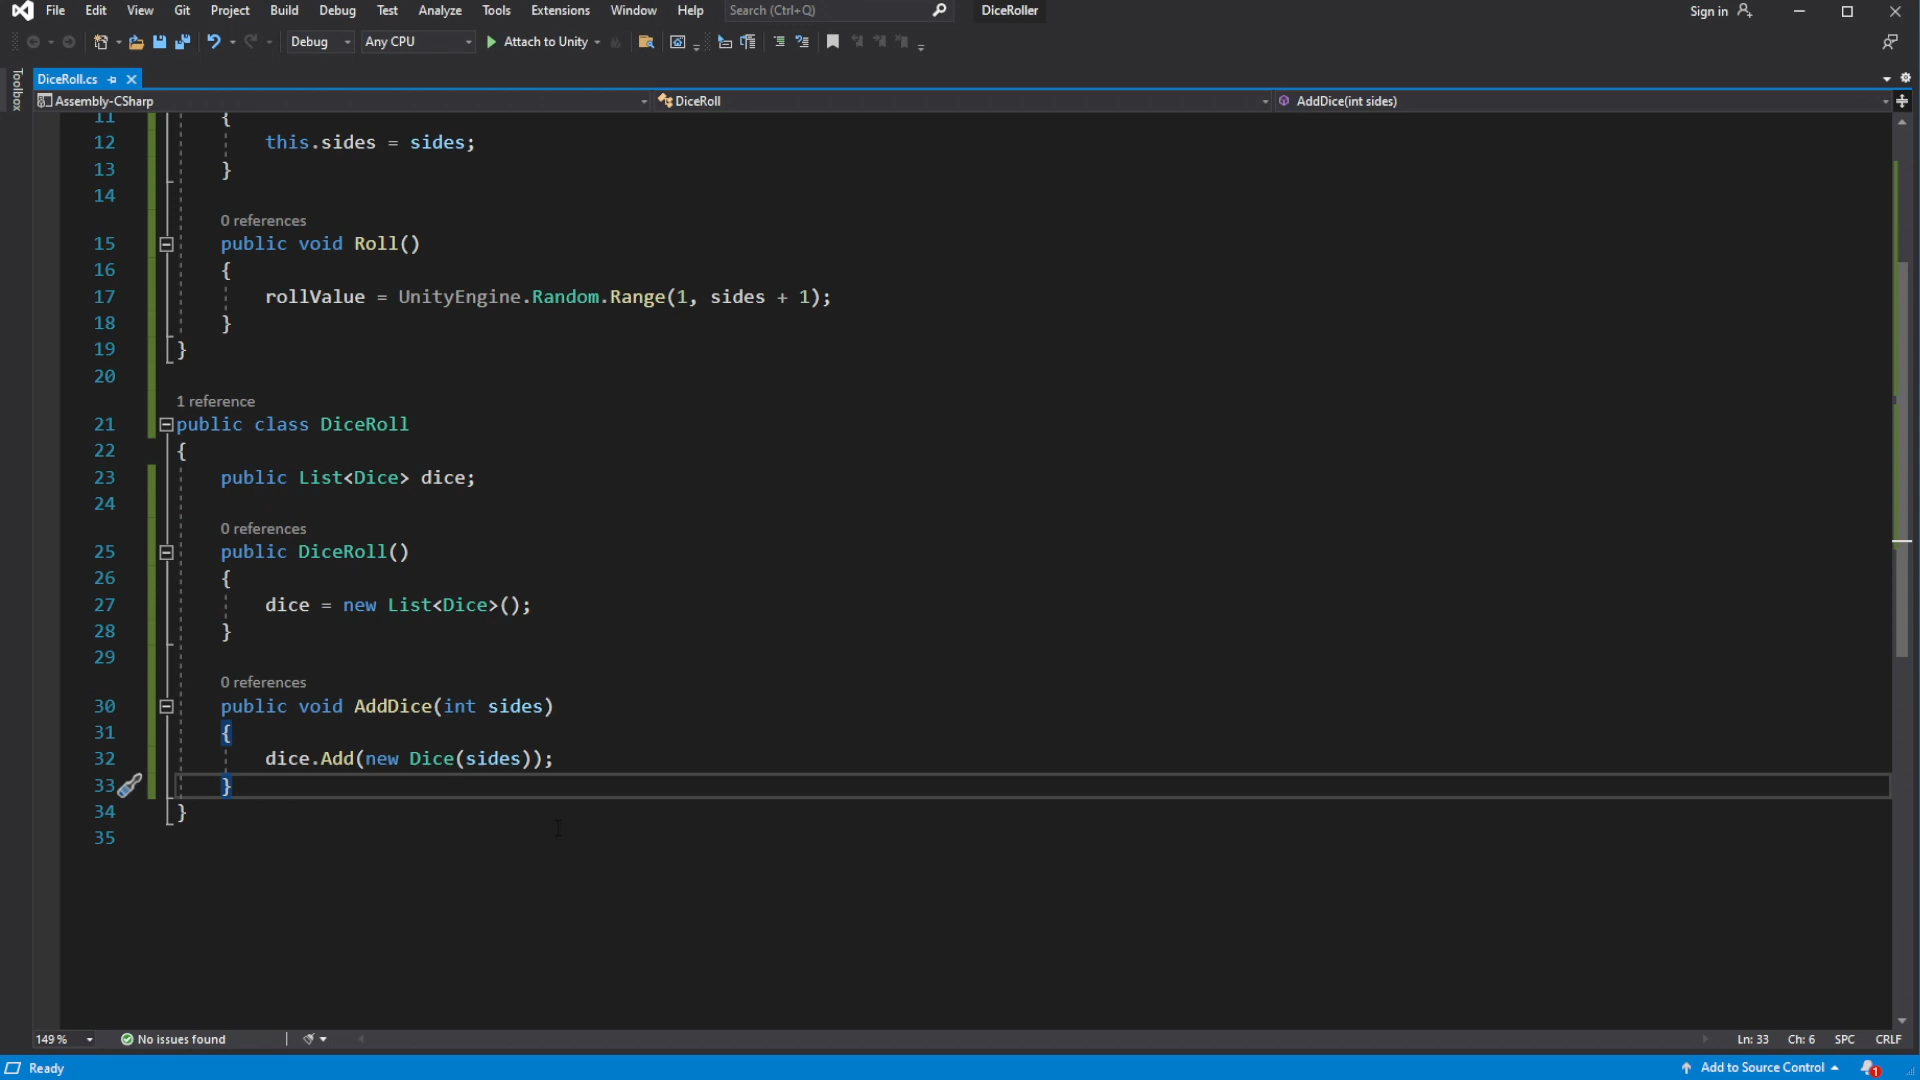 File Edit View Git Project Build Debug Test Analyze Tools Extensions Window Help Search (Ctrl+Q) DiceRoller Sign in
Debug Any CPU Attach to Unity
Toolbox
DiceRoll.cs
Assembly-CSharp DiceRoll AddDice(int sides)
11 {
12 this.sides = sides;
13 }
14
0 references
15 public void Roll()
16 {
17 rollValue = UnityEngine.Random.Range(1, sides + 1);
18 }
19 }
20
1 reference
21 public class DiceRoll
22 {
23 public List<Dice> dice;
24
0 references
25 public DiceRoll()
26 {
27 dice = new List<Dice>();
28 }
29
0 references
30 public void AddDice(int sides)
31 {
32 dice.Add(new Dice(sides));
33 }
34 }
35
149 % No issues found Ln: 33 Ch: 6 SPC CRLF
Ready Add to Source Control 1